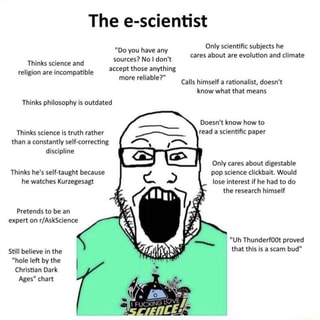 The e-scientist
"Do you have any
sources? No I don't
accept those anything
more reliable?"
Only scientific subjects he
cares about are evolution and climate
Thinks science and
religion are incompatible
Calls himself a rationalist, doesn't
know what that means
Thinks philosophy is outdated
Doesn't know how to
read a scientific paper
Thinks science is truth rather
than a constantly self-correcting
discipline
Only cares about digestable
pop science clickbait. Would
lose interest if he had to do
the research himself
Thinks he's self-taught because
he watches Kurzegesagt
Pretends to be an
expert on r/AskScience
"Uh Thunderf00t proved
that this is a scam bud"
Still believe in the
"hole left by the
Christian Dark
Ages" chart
I FUCKING LOVE
SCIENCE!